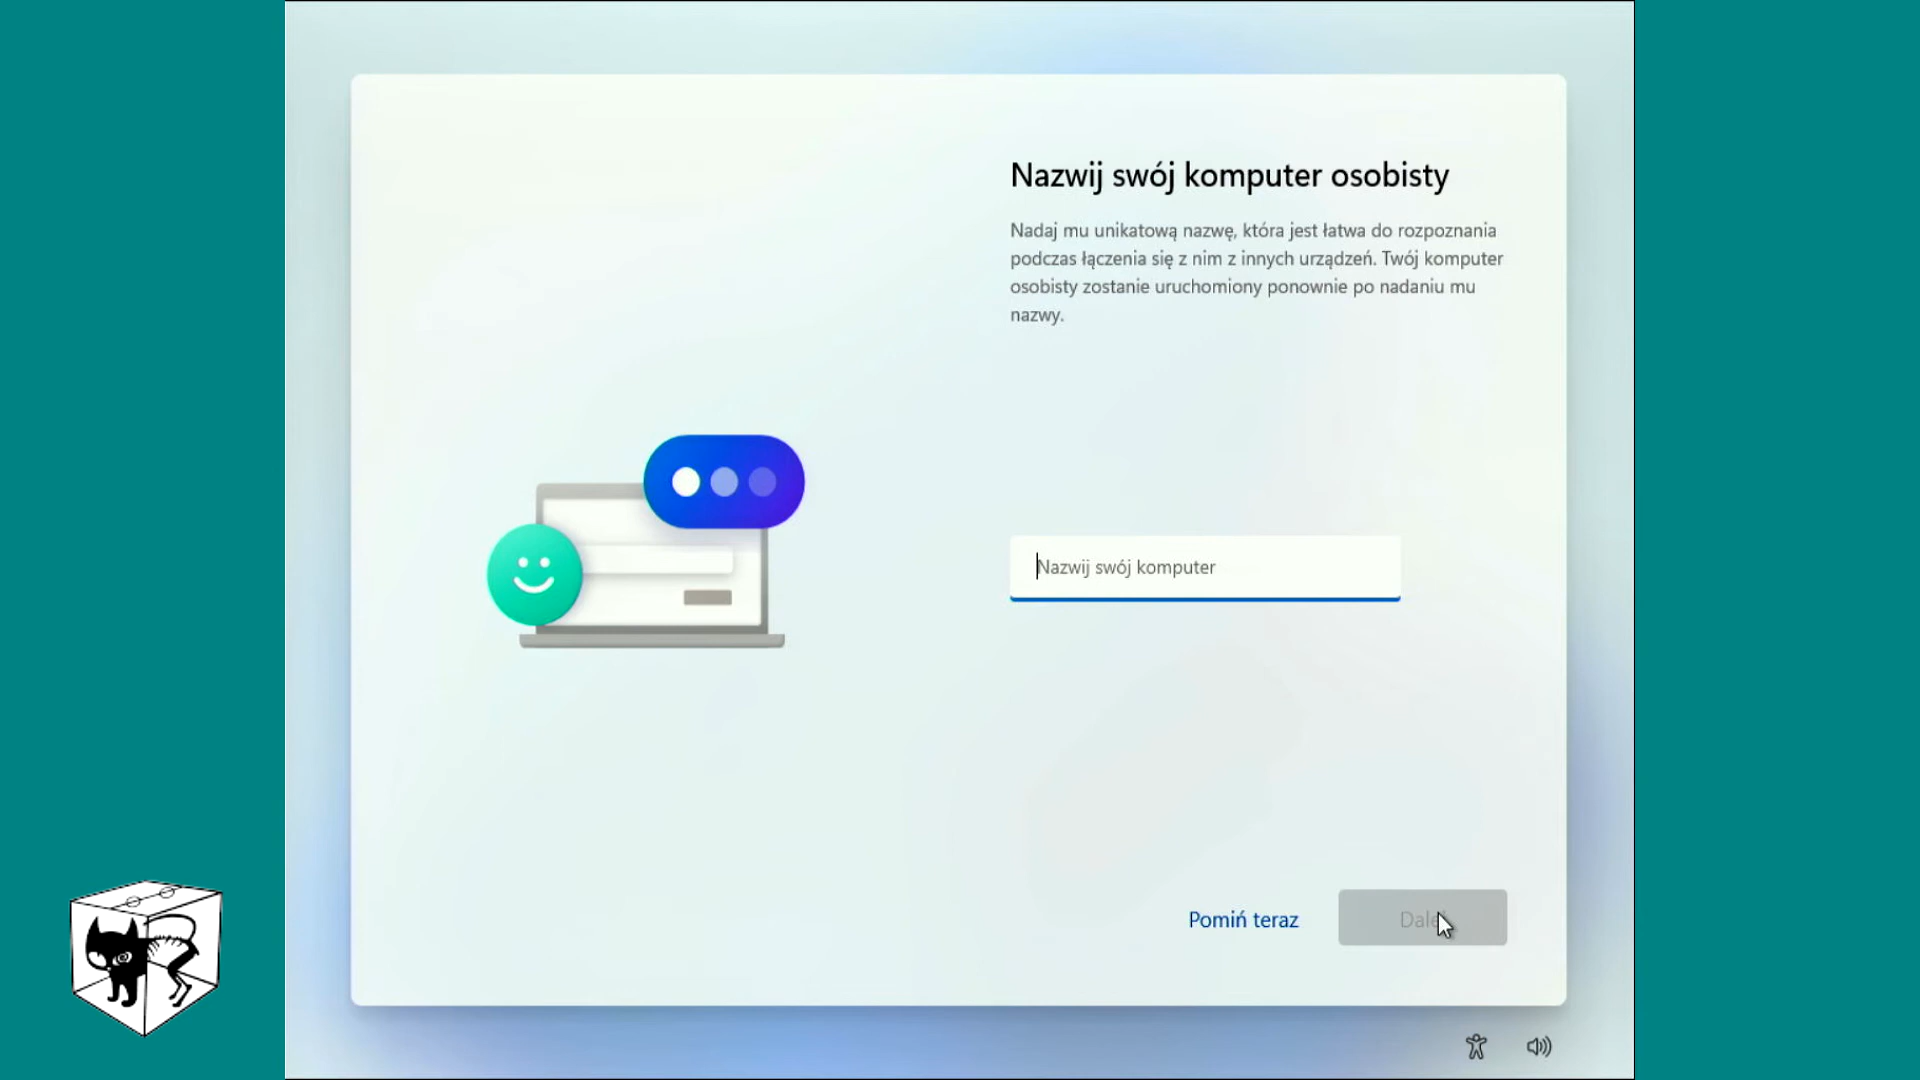 Nazwij swój komputer osobisty
Nadaj mu unikatową nazwę, która jest łatwa do rozpoznania
podczas łączenia się z nim z innych urządzeń. Twój komputer
osobisty zostanie uruchomiony ponownie po nadaniu mu
nazwy.
Nazwij swój komputer
Pomiń teraz
Dalej